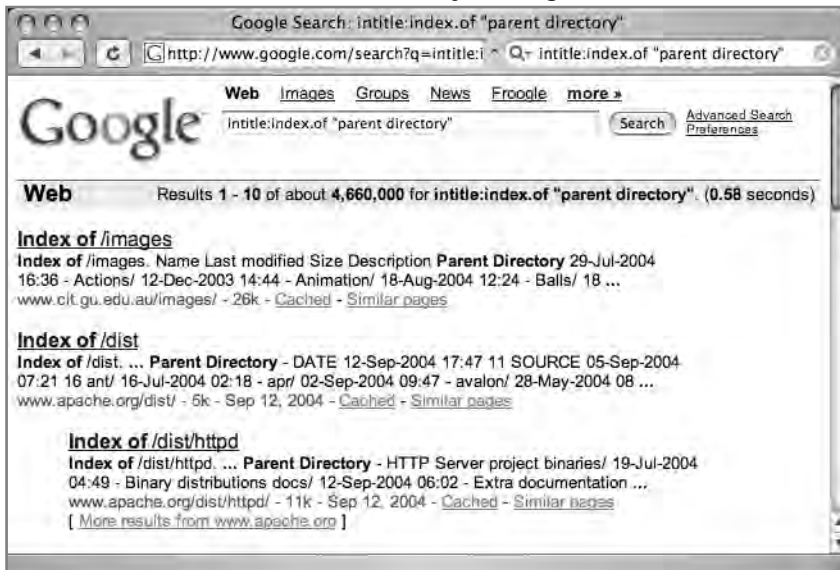 Google Search: intitle:index.of "parent directory"
http://www.google.com/search?q=intitle:i
intitle:index.of "parent directory"
Web Images Groups News Froogle more »
Google
intitle:index.of "parent directory"
Search
Advanced Search
Preferences
Web Results 1 - 10 of about 4,660,000 for intitle:index.of "parent directory". (0.58 seconds)
Index of /images
Index of /images. Name Last modified Size Description Parent Directory 29-Jul-2004
16:36 - Actions/ 12-Dec-2003 14:44 - Animation/ 18-Aug-2004 12:24 - Balls/ 18 ...
www.cit.gu.edu.au/images/ - 26k - Cached - Similar pages
Index of /dist
Index of /dist. ... Parent Directory - DATE 12-Sep-2004 17:47 11 SOURCE 05-Sep-2004
07:21 16 ant/ 16-Jul-2004 02:18 - apr/ 02-Sep-2004 09:47 - avalon/ 28-May-2004 08 ...
www.apache.org/dist/ - 5k - Sep 12, 2004 - Cached - Similar pages
Index of /dist/httpd
Index of /dist/httpd. ... Parent Directory - HTTP Server project binaries/ 19-Jul-2004
04:49 - Binary distributions docs/ 12-Sep-2004 06:02 - Extra documentation ...
www.apache.org/dist/httpd/ - 11k - Sep 12, 2004 - Cached - Similar pages
[ More results from www.apache.org ]